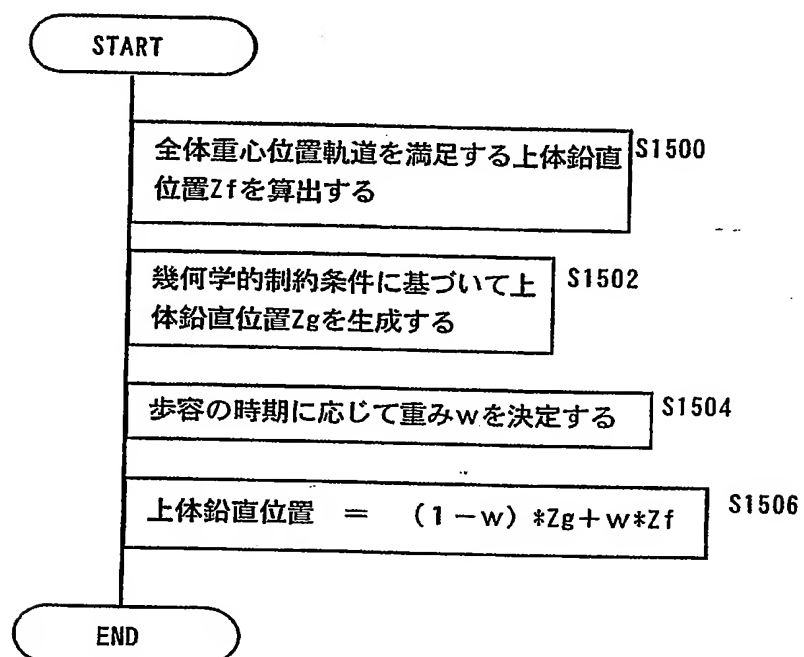 START
全体重心位置軌道を満足する上体鉛直 S1500
位置Zfを算出する
幾何学的制約条件に基づいて上 S1502
体鉛直位置Zgを生成する
歩容の時期に応じて重みwを決定する S1504
上体鉛直位置 = (1-w) *Zg+w*Zf S1506
END